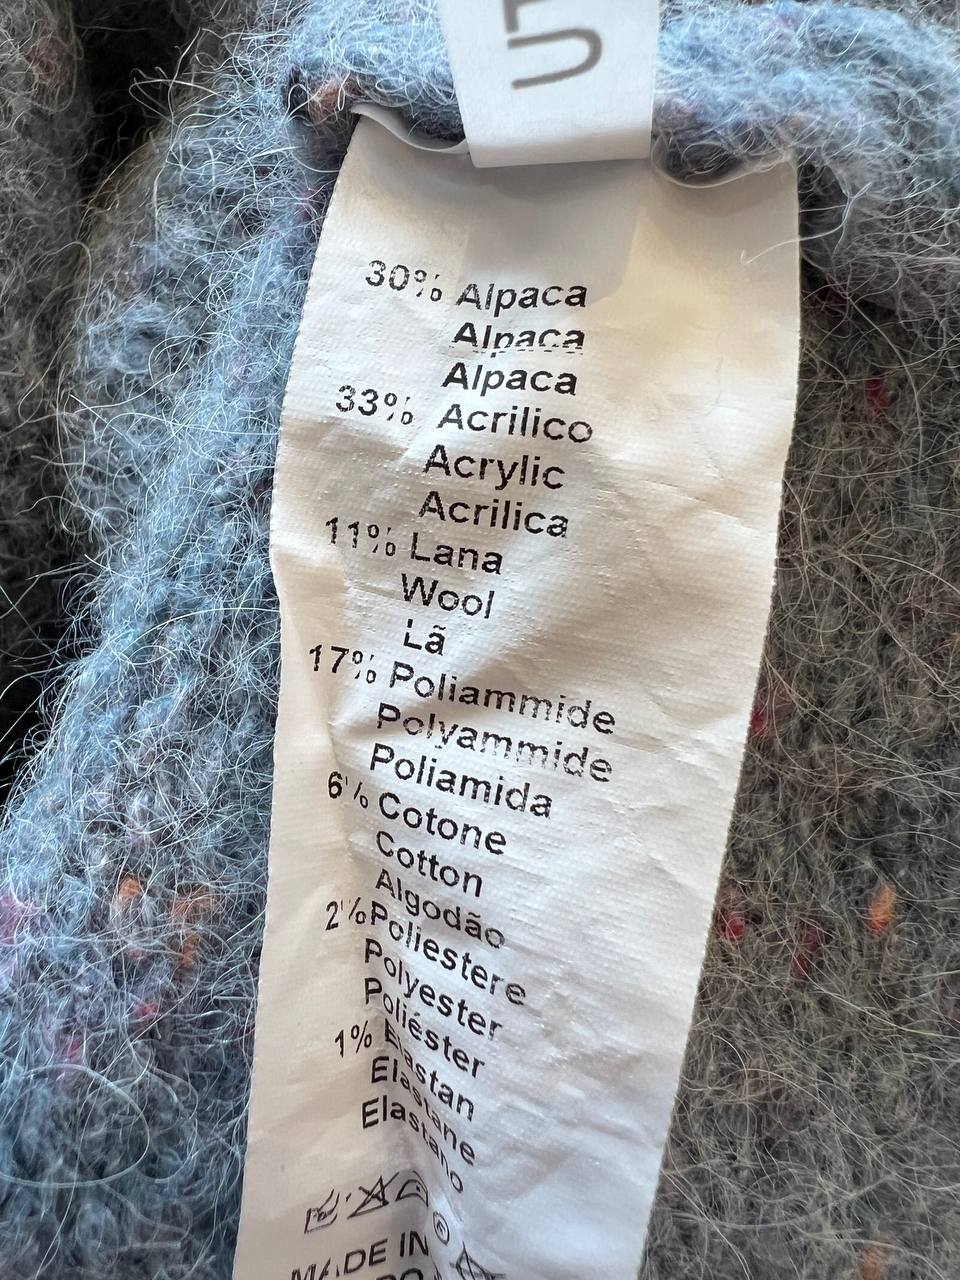 30% Alpaca
Alpaca
Alpaca
33% Acrilico
Acrylic
Acrilica
11% Lana
Wool
Lã
17% Poliammide
Polyammide
Poliamida
6% Cotone
Cotton
Algodão
2% Poliestere
Polyester
Poliéster
1% Elastan
Elastane
Elastano
MADE IN